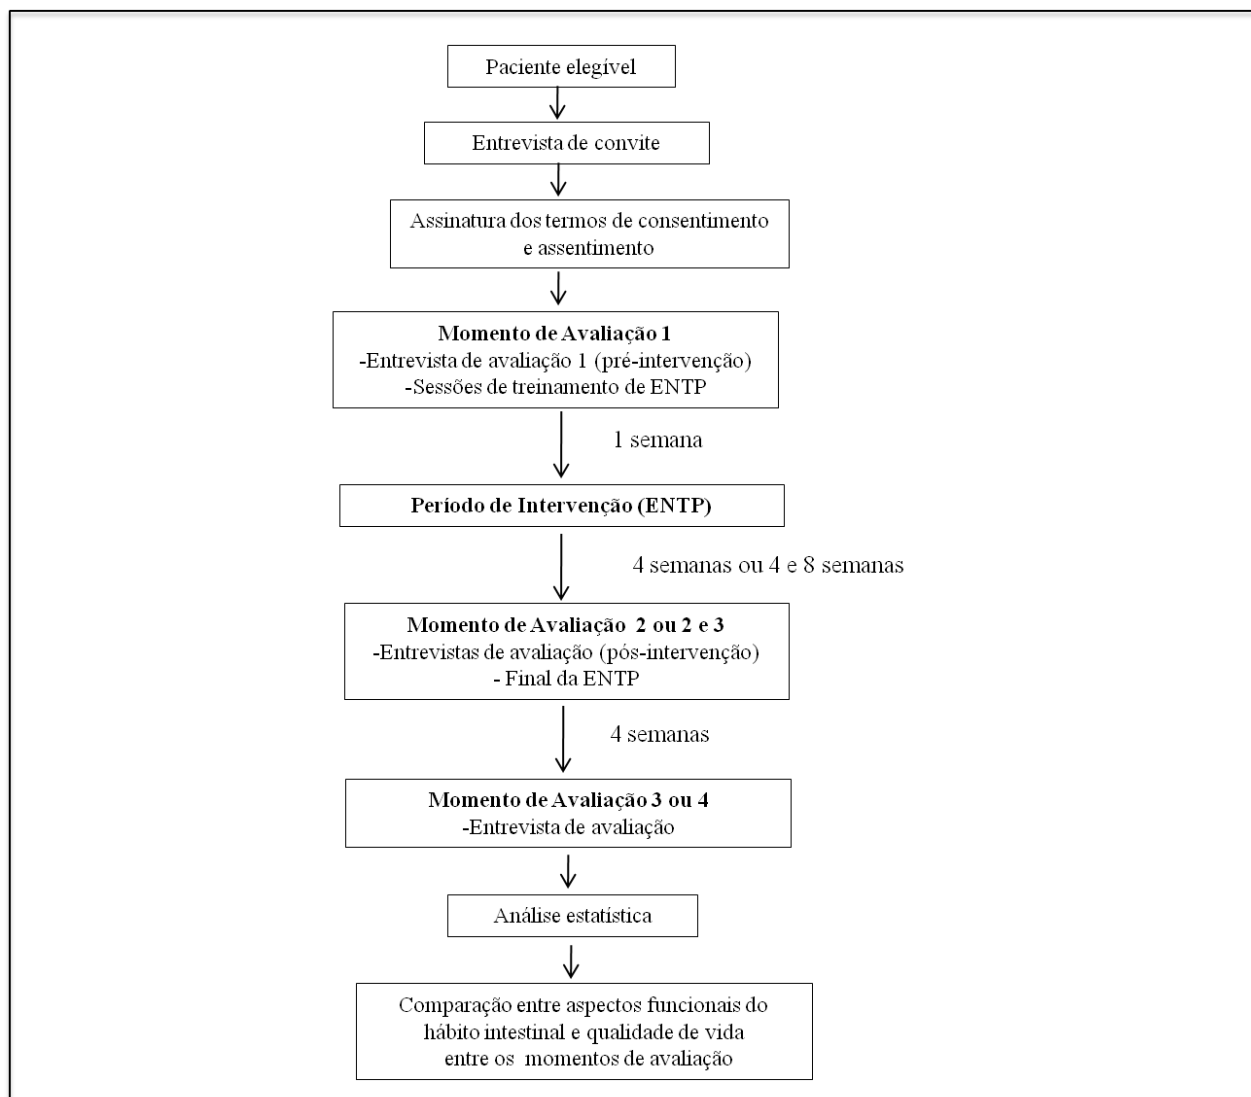 Paciente elegível
Entrevista de convite
Assinatura dos termos de consentimento
e assentimento
Momento de Avaliação 1
-Entrevista de avaliação 1 (pré-intervenção)
-Sessões de treinamento de ENTP
1 semana
Período de Intervenção (ENTP)
4 semanas ou 4 e 8 semanas
Momento de Avaliação 2 ou 2 e 3
-Entrevistas de avaliação (pós-intervenção)
- Final da ENTP
4 semanas
Momento de Avaliação 3 ou 4
-Entrevista de avaliação
Análise estatística
Comparação entre aspectos funcionais do
hábito intestinal e qualidade de vida
entre os momentos de avaliação